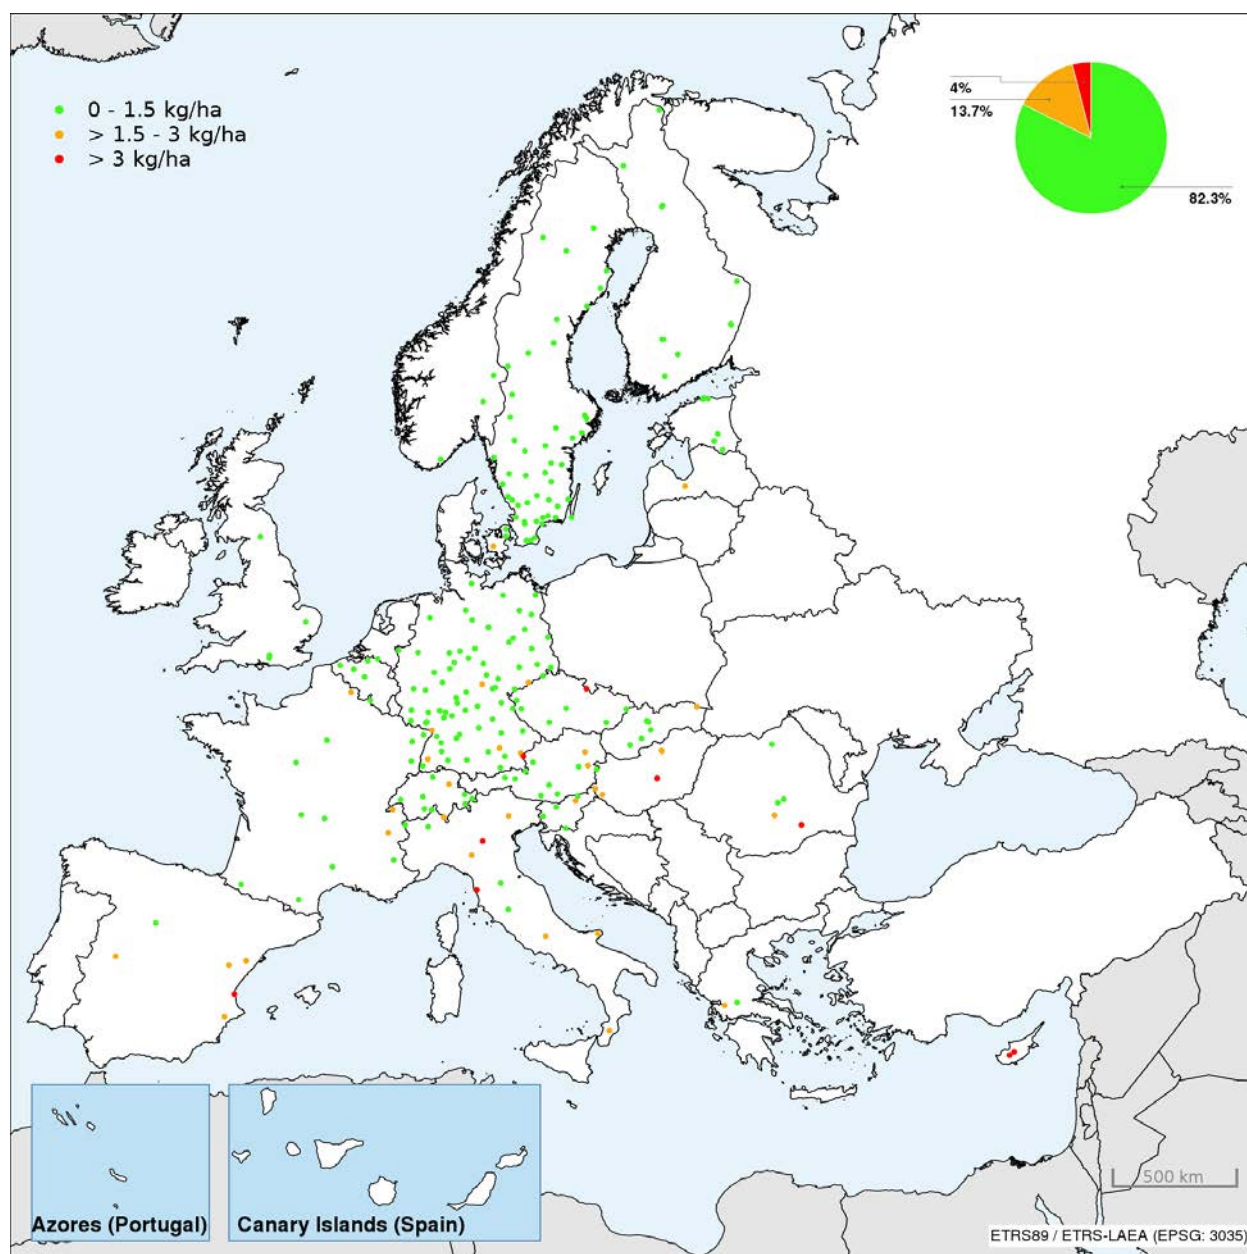 0 - 1.5 kg/ha
> 1.5 - 3 kg/ha
> 3 kg/ha
4%
13.7%
82.3%
500 km
Azores (Portugal)
Canary Islands (Spain)
ETRS89 / ETRS-LAEA (EPSG: 3035)